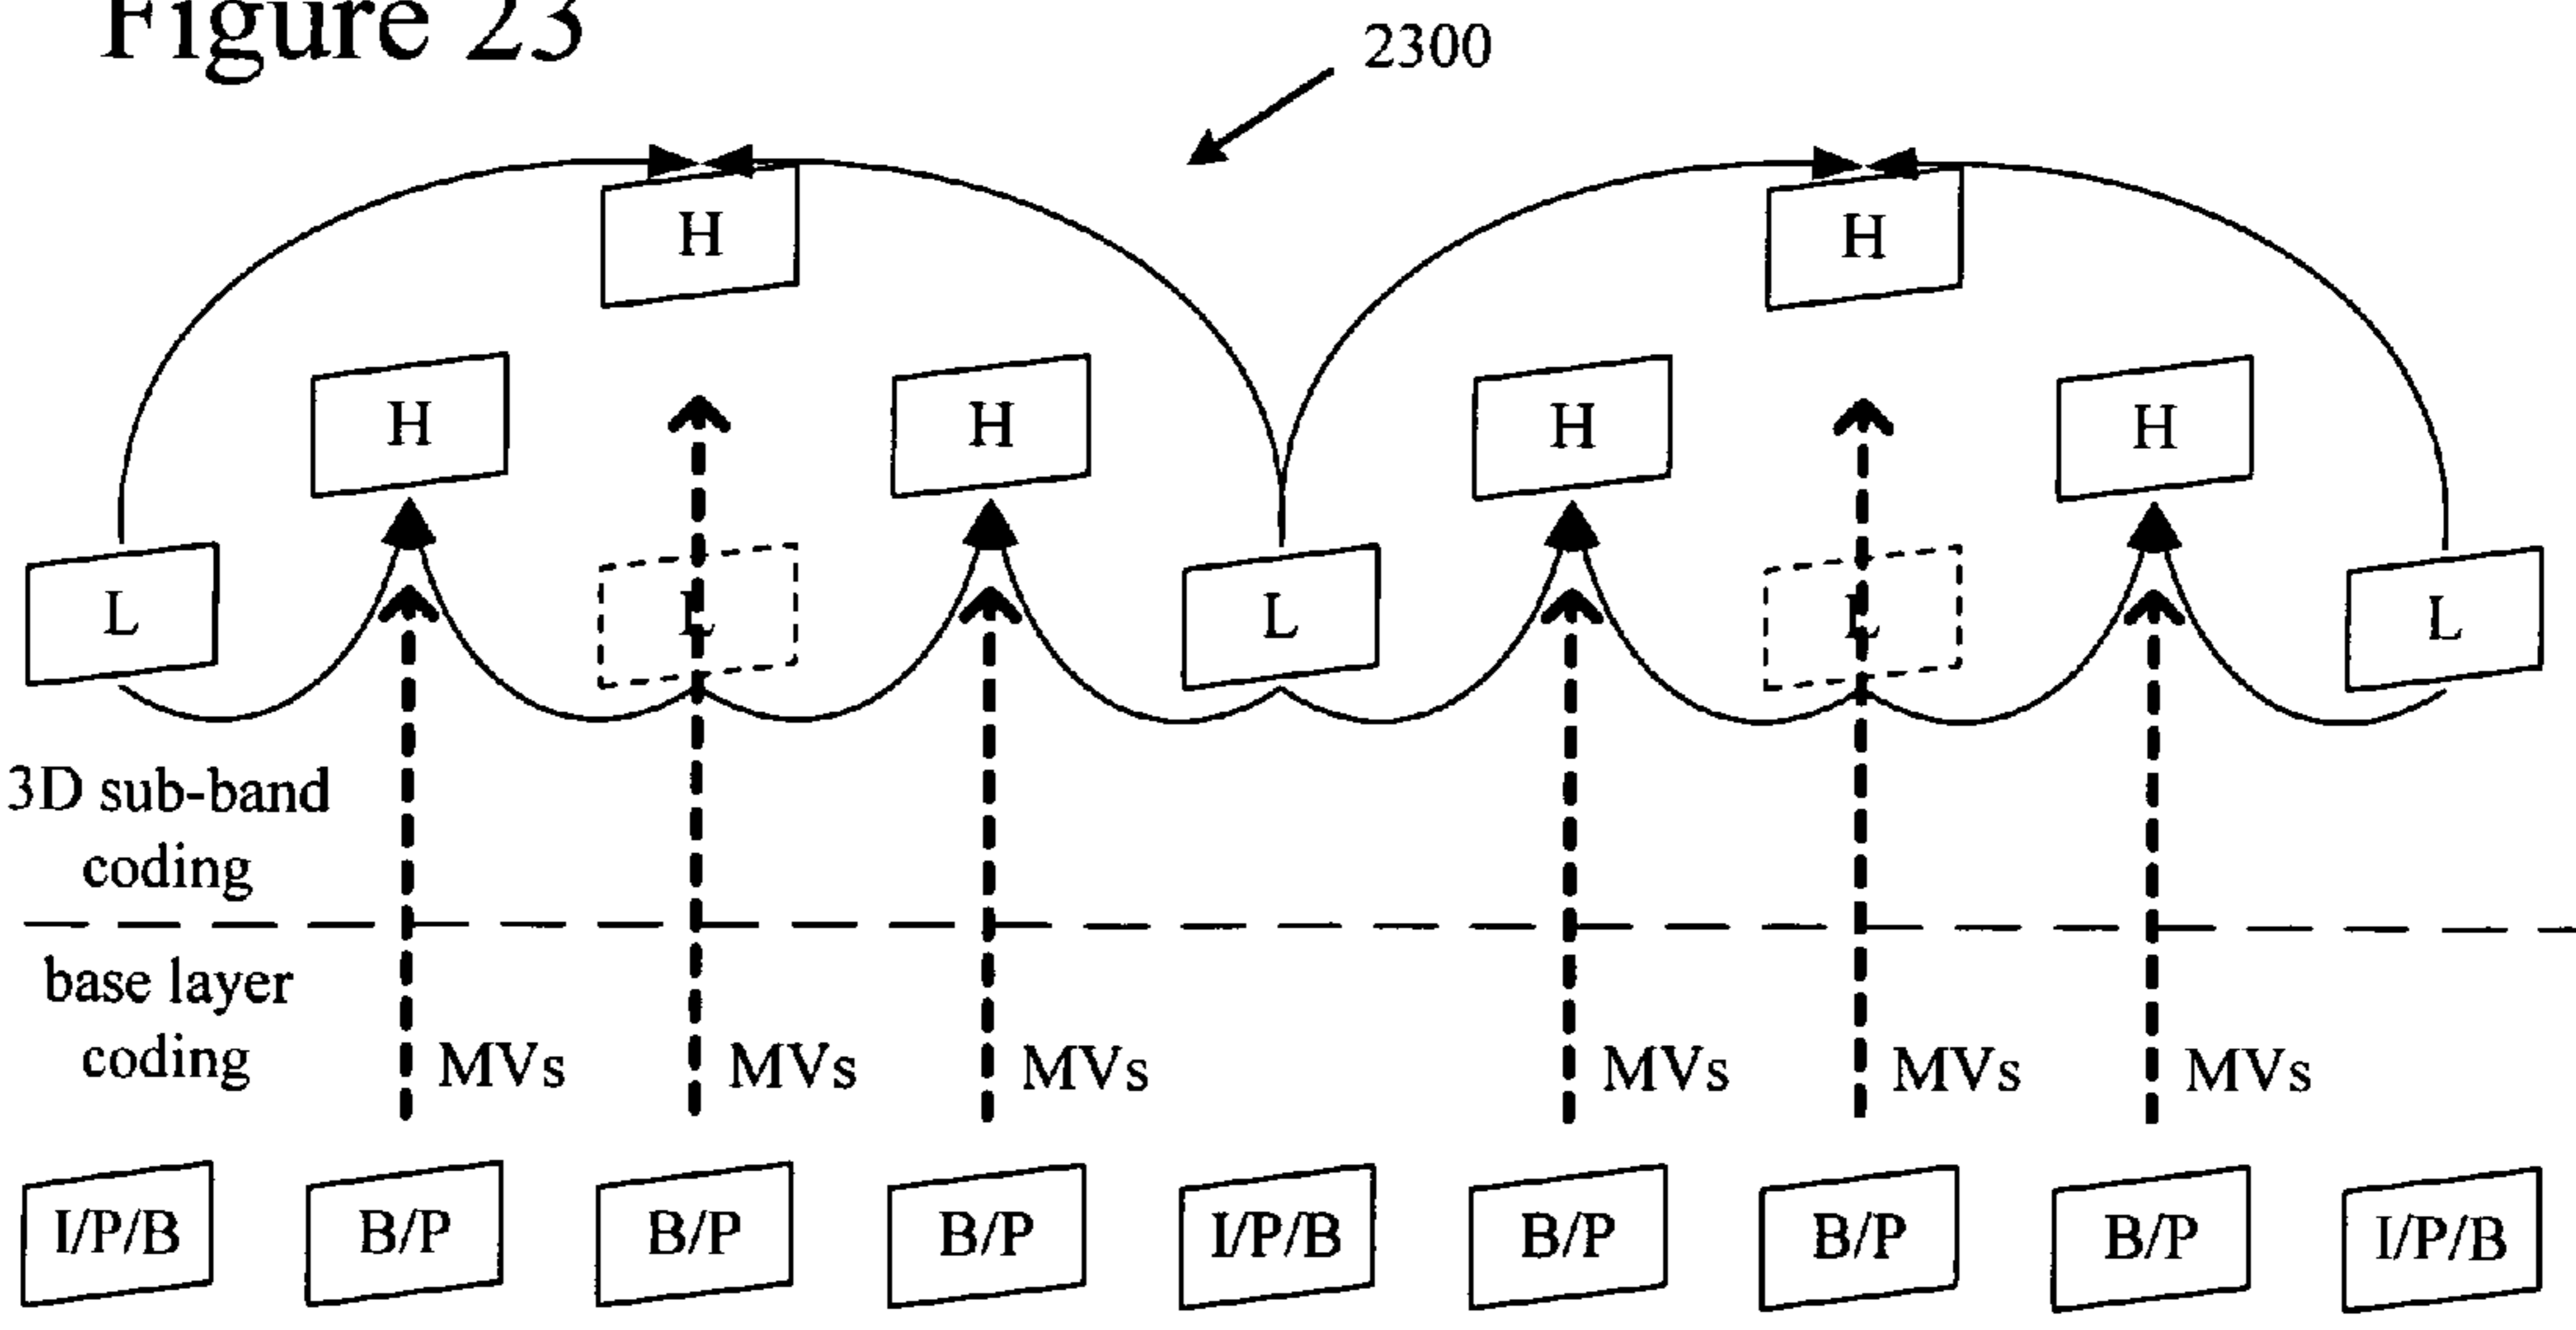 Figure 23
2300
H
H
H
H
H
H
H
L
L
L
L
L
3D sub-band
coding
base layer
coding
MVs
MVs
MVs
MVs
MVs
MVs
I/P/B
B/P
B/P
B/P
I/P/B
B/P
B/P
B/P
I/P/B